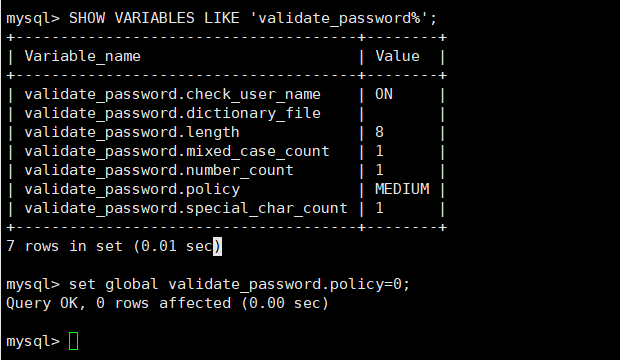 mysql> SHOW VARIABLES LIKE 'validate_password%';
+--------------------------------------+--------+
| Variable_name                        | Value  |
+--------------------------------------+--------+
| validate_password.check_user_name    | ON     |
| validate_password.dictionary_file    |        |
| validate_password.length             | 8      |
| validate_password.mixed_case_count   | 1      |
| validate_password.number_count       | 1      |
| validate_password.policy             | MEDIUM |
| validate_password.special_char_count | 1      |
+--------------------------------------+--------+
7 rows in set (0.01 sec)
mysql> set global validate_password.policy=0;
Query OK, 0 rows affected (0.00 sec)
mysql>